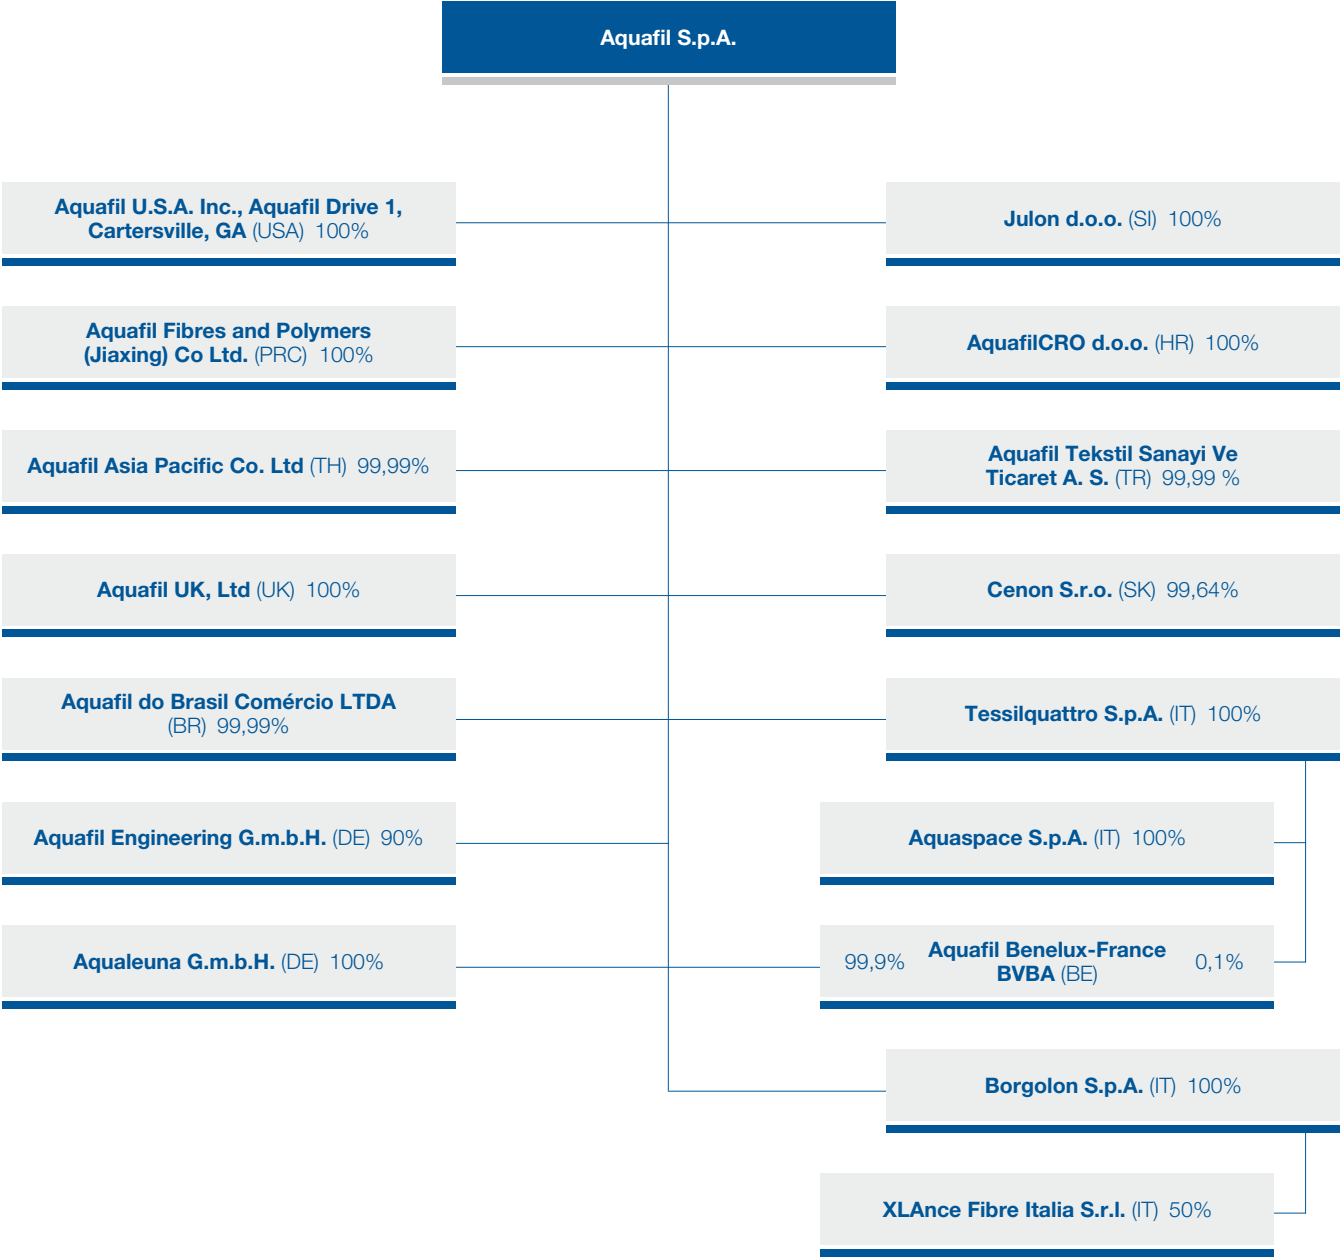 Aquafil S.p.A.
Aquafil U.S.A. Inc., Aquafil Drive 1,
Cartersville, GA (USA) 100%
Julon d.o.o. (SI) 100%
Aquafil Fibres and Polymers
(Jiaxing) Co Ltd. (PRC) 100%
AquafilCRO d.o.o. (HR) 100%
Aquafil Asia Pacific Co. Ltd (TH) 99,99%
Aquafil Tekstil Sanayi Ve
Ticaret A. S. (TR) 99,99 %
Aquafil UK, Ltd (UK) 100%
Cenon S.r.o. (SK) 99,64%
Aquafil do Brasil Comércio LTDA
(BR) 99,99%
Tessilquattro S.p.A. (IT) 100%
Aquafil Engineering G.m.b.H. (DE) 90%
Aquaspace S.p.A. (IT) 100%
Aqualeuna G.m.b.H. (DE) 100%
99,9% Aquafil Benelux-France 0,1%
BVBA (BE)
Borgolon S.p.A. (IT) 100%
XLAnce Fibre Italia S.r.l. (IT) 50%